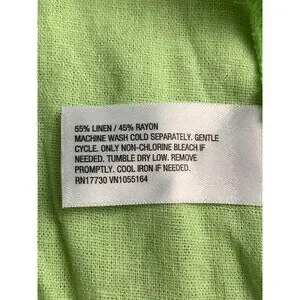 55% LINEN / 45% RAYON
MACHINE WASH COLD SEPARATELY. GENTLE
CYCLE. ONLY NON-CHLORINE BLEACH IF
NEEDED. TUMBLE DRY LOW. REMOVE
PROMPTLY. COOL IRON IF NEEDED.
RN17730 VN1055164